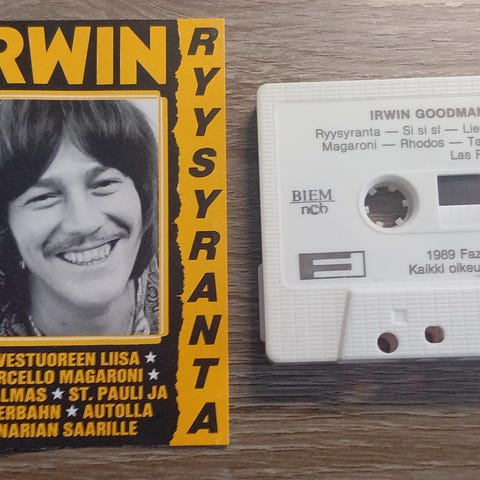 RWIN
RYYSYRANTA
VESTUOREEN LIISA ★
RCELLO MAGARONI ★
LMAS ★ ST. PAULI JA
ERBAHN ★ AUTOLLA
NARIAN SAARILLE
IRWIN GOODMAN
Ryysyranta — Si si si — Lie
Magaroni — Rhodos — Ta
Las P
BIEM
ncb
1989 Faz
Kaikki oikeu